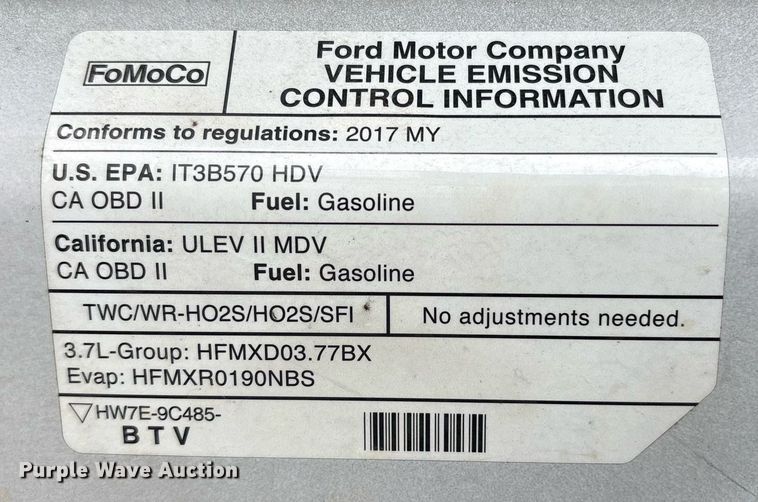 FoMoCo
Ford Motor Company
VEHICLE EMISSION
CONTROL INFORMATION
Conforms to regulations: 2017 MY
U.S. EPA: IT3B570 HDV
CA OBD II Fuel: Gasoline
California: ULEV II MDV
CA OBD II Fuel: Gasoline
TWC/WR-HO2S/HO2S/SFI No adjustments needed.
3.7L-Group: HFMXD03.77BX
Evap: HFMXR0190NBS
HW7E-9C485-
BTV
Purple Wave Auction